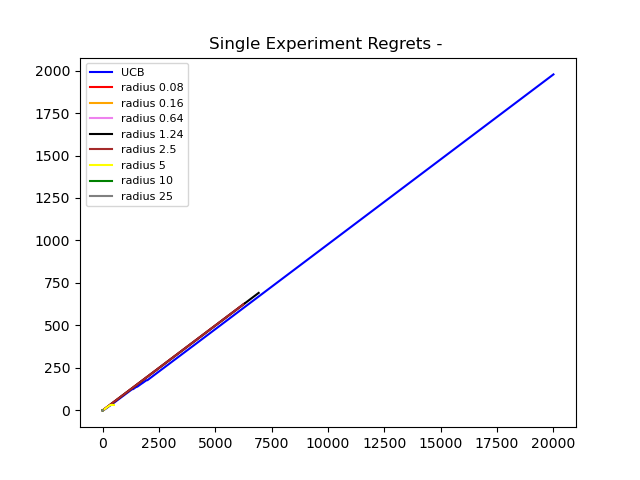 Single Experiment Regrets -
2000
1750
1500
1250
1000
750
500
250
0
UCB
radius 0.08
radius 0.16
radius 0.64
radius 1.24
radius 2.5
radius 5
radius 10
radius 25
0 2500 5000 7500 10000 12500 15000 17500 20000